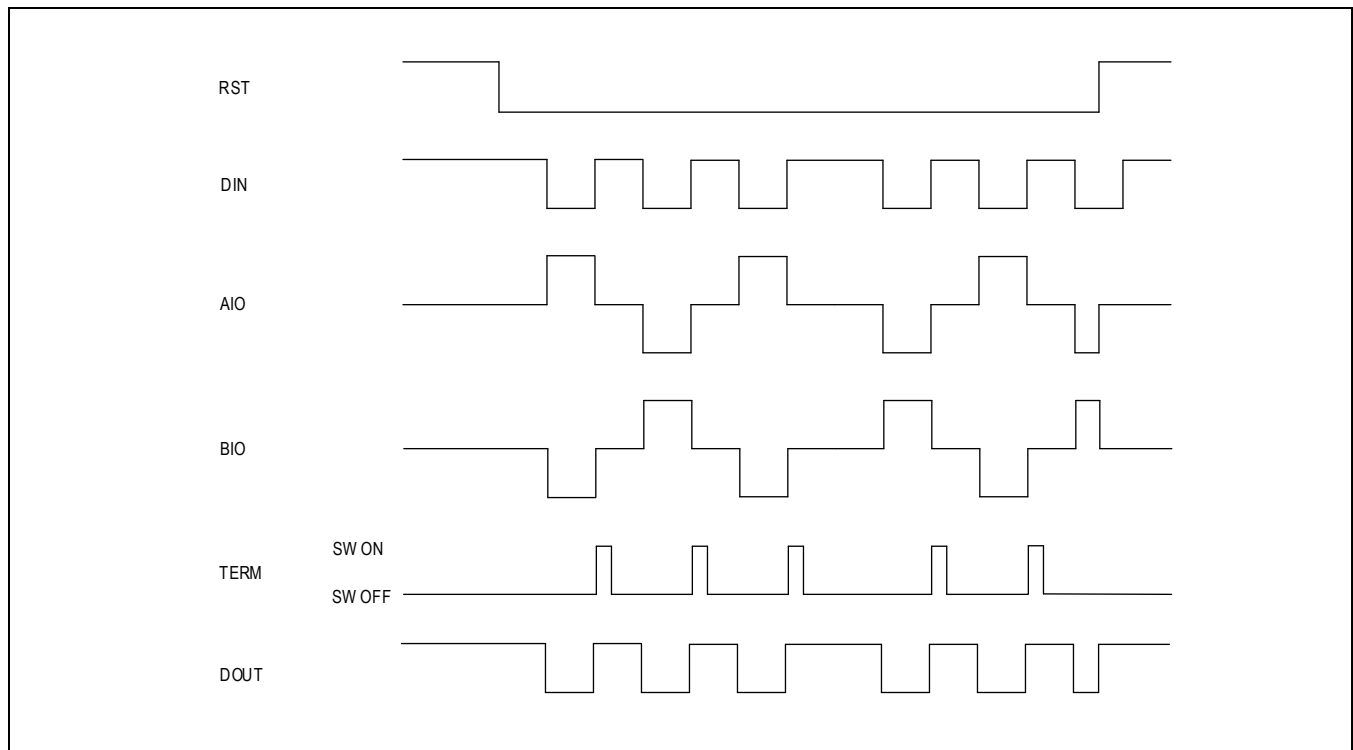 RST
DIN
AIO
BIO
SW ON
TERM
SW OFF
DOUT